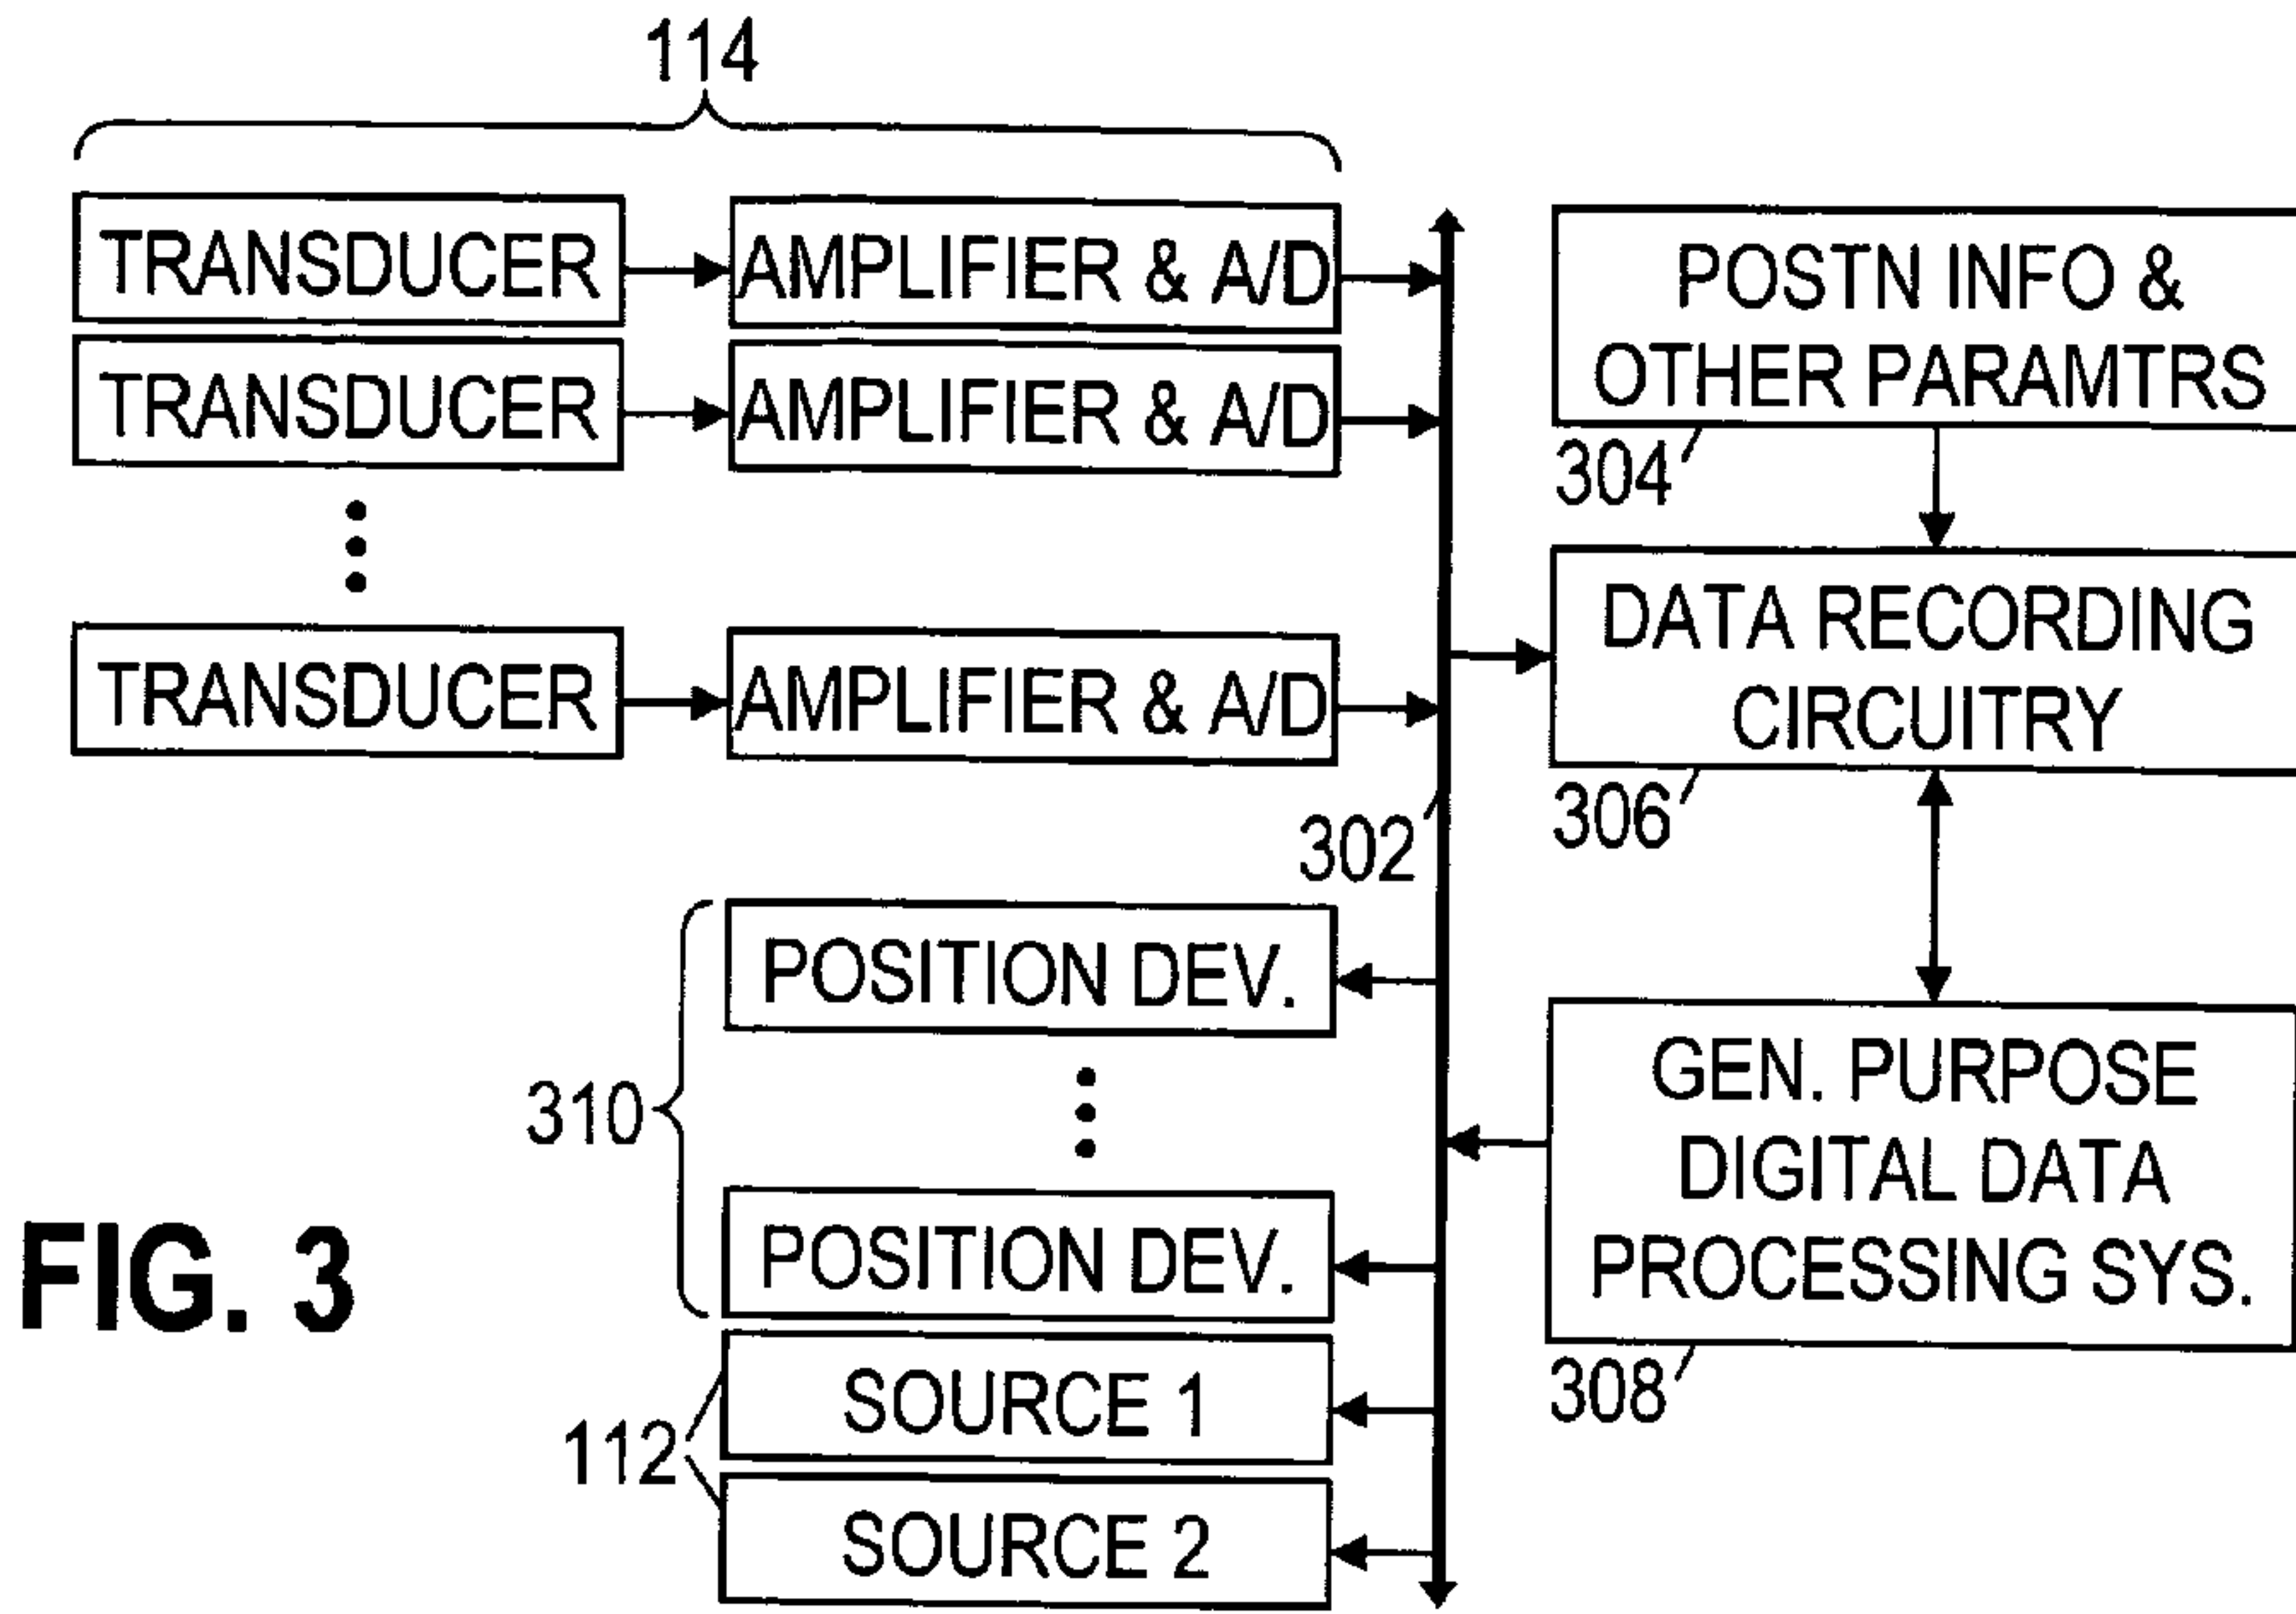 114
TRANSDUCER
AMPLIFIER & A/D
TRANSDUCER
AMPLIFIER & A/D
TRANSDUCER
AMPLIFIER & A/D
POSTN INFO &
OTHER PARAMTRS
304
DATA RECORDING
CIRCUITRY
306
302
POSITION DEV.
310
POSITION DEV.
GEN. PURPOSE
DIGITAL DATA
PROCESSING SYS.
308
SOURCE 1
112
SOURCE 2
FIG. 3